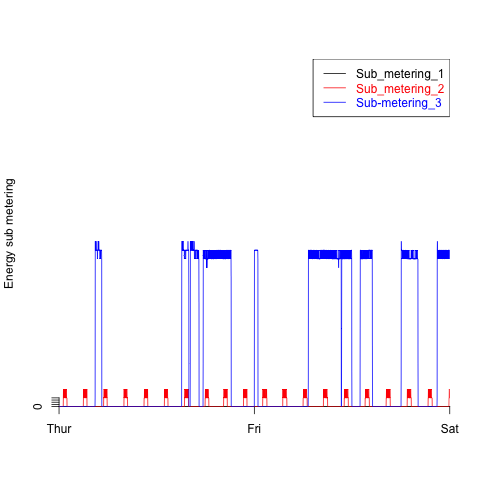 Sub_metering_1
Sub_metering_2
Sub-metering_3
Energy sub metering
0
Thur Fri Sat